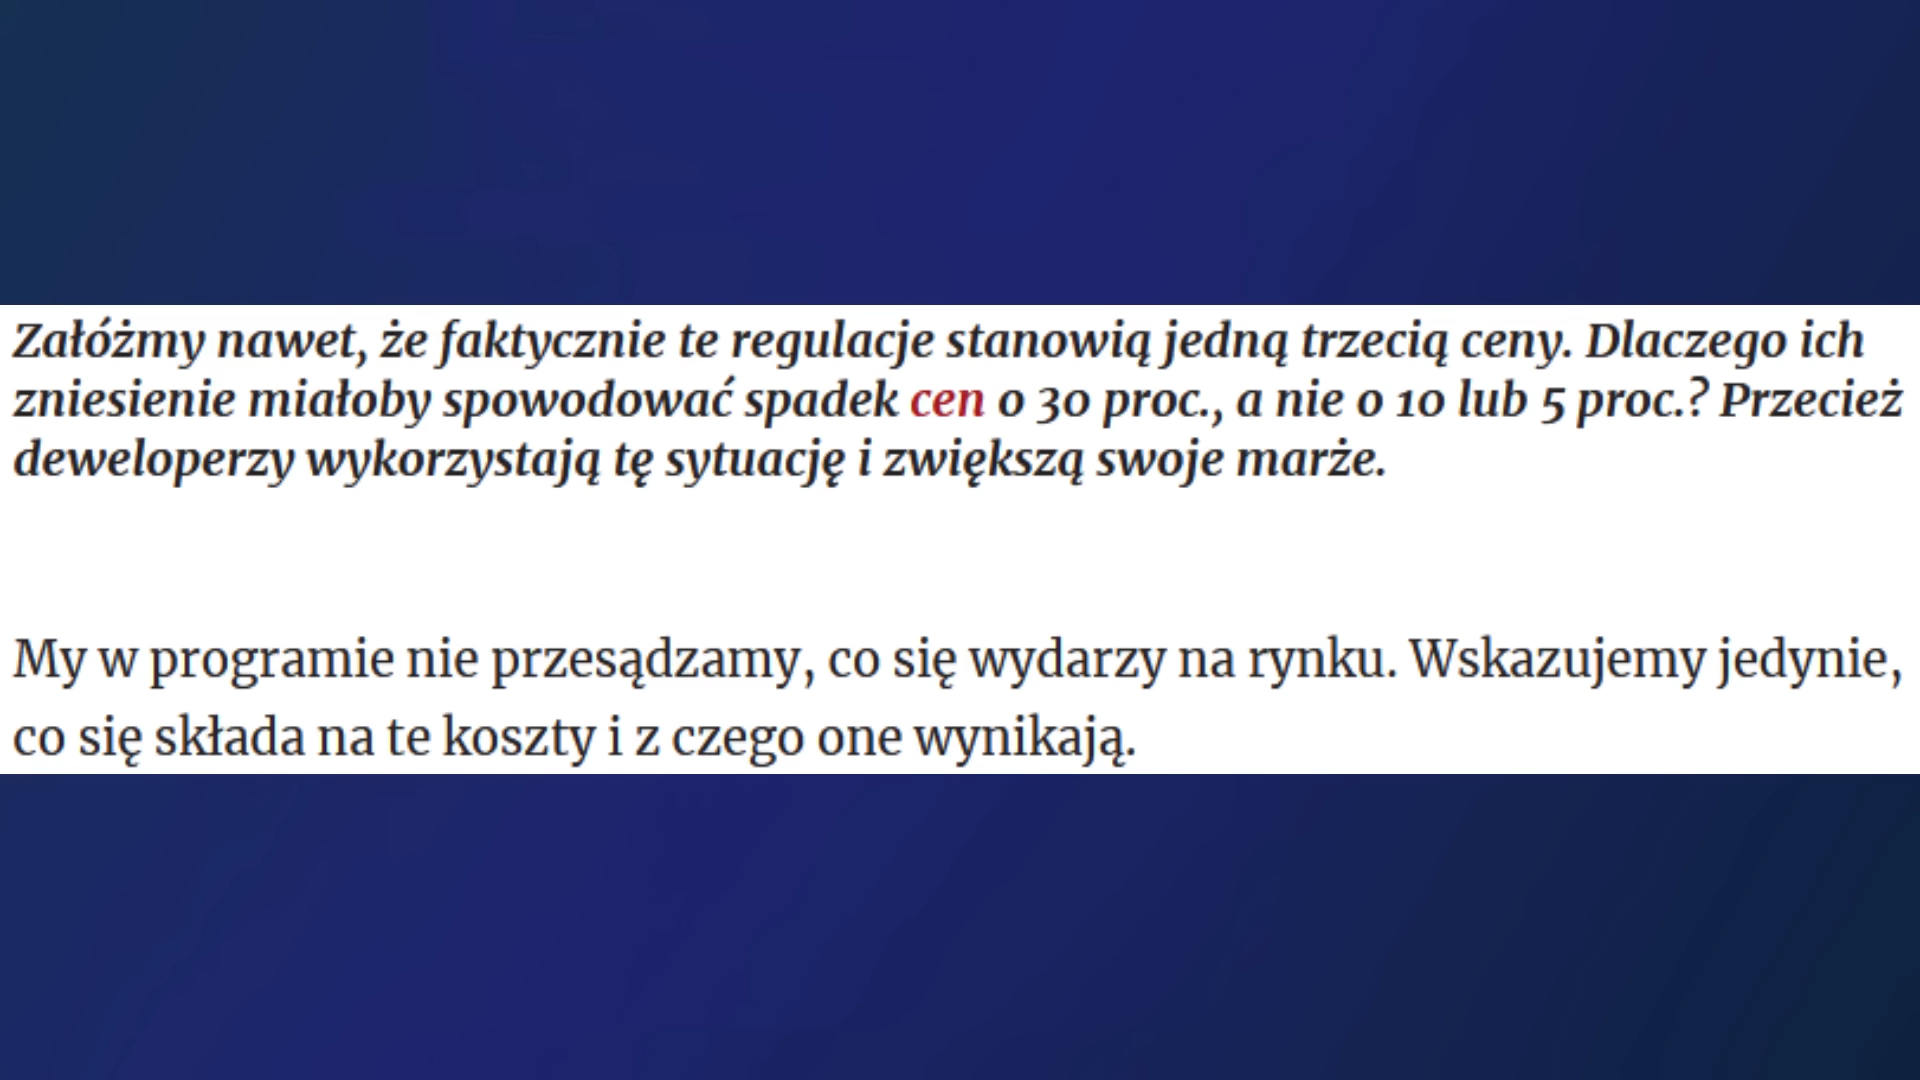 Załóżmy nawet, że faktycznie te regulacje stanowią jedną trzecią ceny. Dlaczego ich
zniesienie miałoby spowodować spadek cen o 30 proc., a nie o 10 lub 5 proc.? Przecież
deweloperzy wykorzystają tę sytuację i zwiększą swoje marże.
My w programie nie przesądzamy, co się wydarzy na rynku. Wskazujemy jedynie,
co się składa na te koszty i z czego one wynikają.